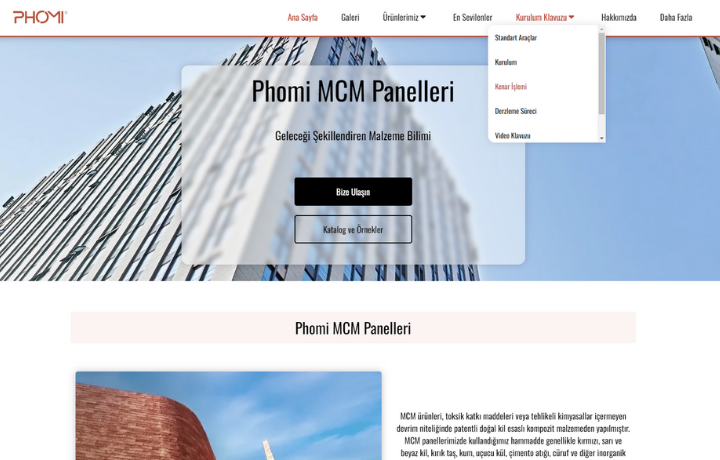 PHOMI
Ana Sayfa Galeri Ürünlerimiz En Sevilenler Kurulum Klavuzu Hakkımızda Daha Fazla
Standart Araçlar
Kurulum
Kenar İşlemi
Derzleme Süreci
Video Klavuzu
Phomi MCM Panelleri
Geleceği Şekillendiren Malzeme Bilimi
Bize Ulaşın
Katalog ve Örnekler
Phomi MCM Panelleri
MCM ürünleri, toksik katkı maddeleri veya tehlikeli kimyasallar içermeyen
devrim niteliğinde patentli doğal kil esaslı kompozit malzemeden yapılmıştır.
MCM panellerimizde kullandığımız hammadde genellikle kırmızı, sarı ve
beyaz kil, kırık taş, kum, uçucu kül, çimento atığı, cüruf ve diğer inorganik